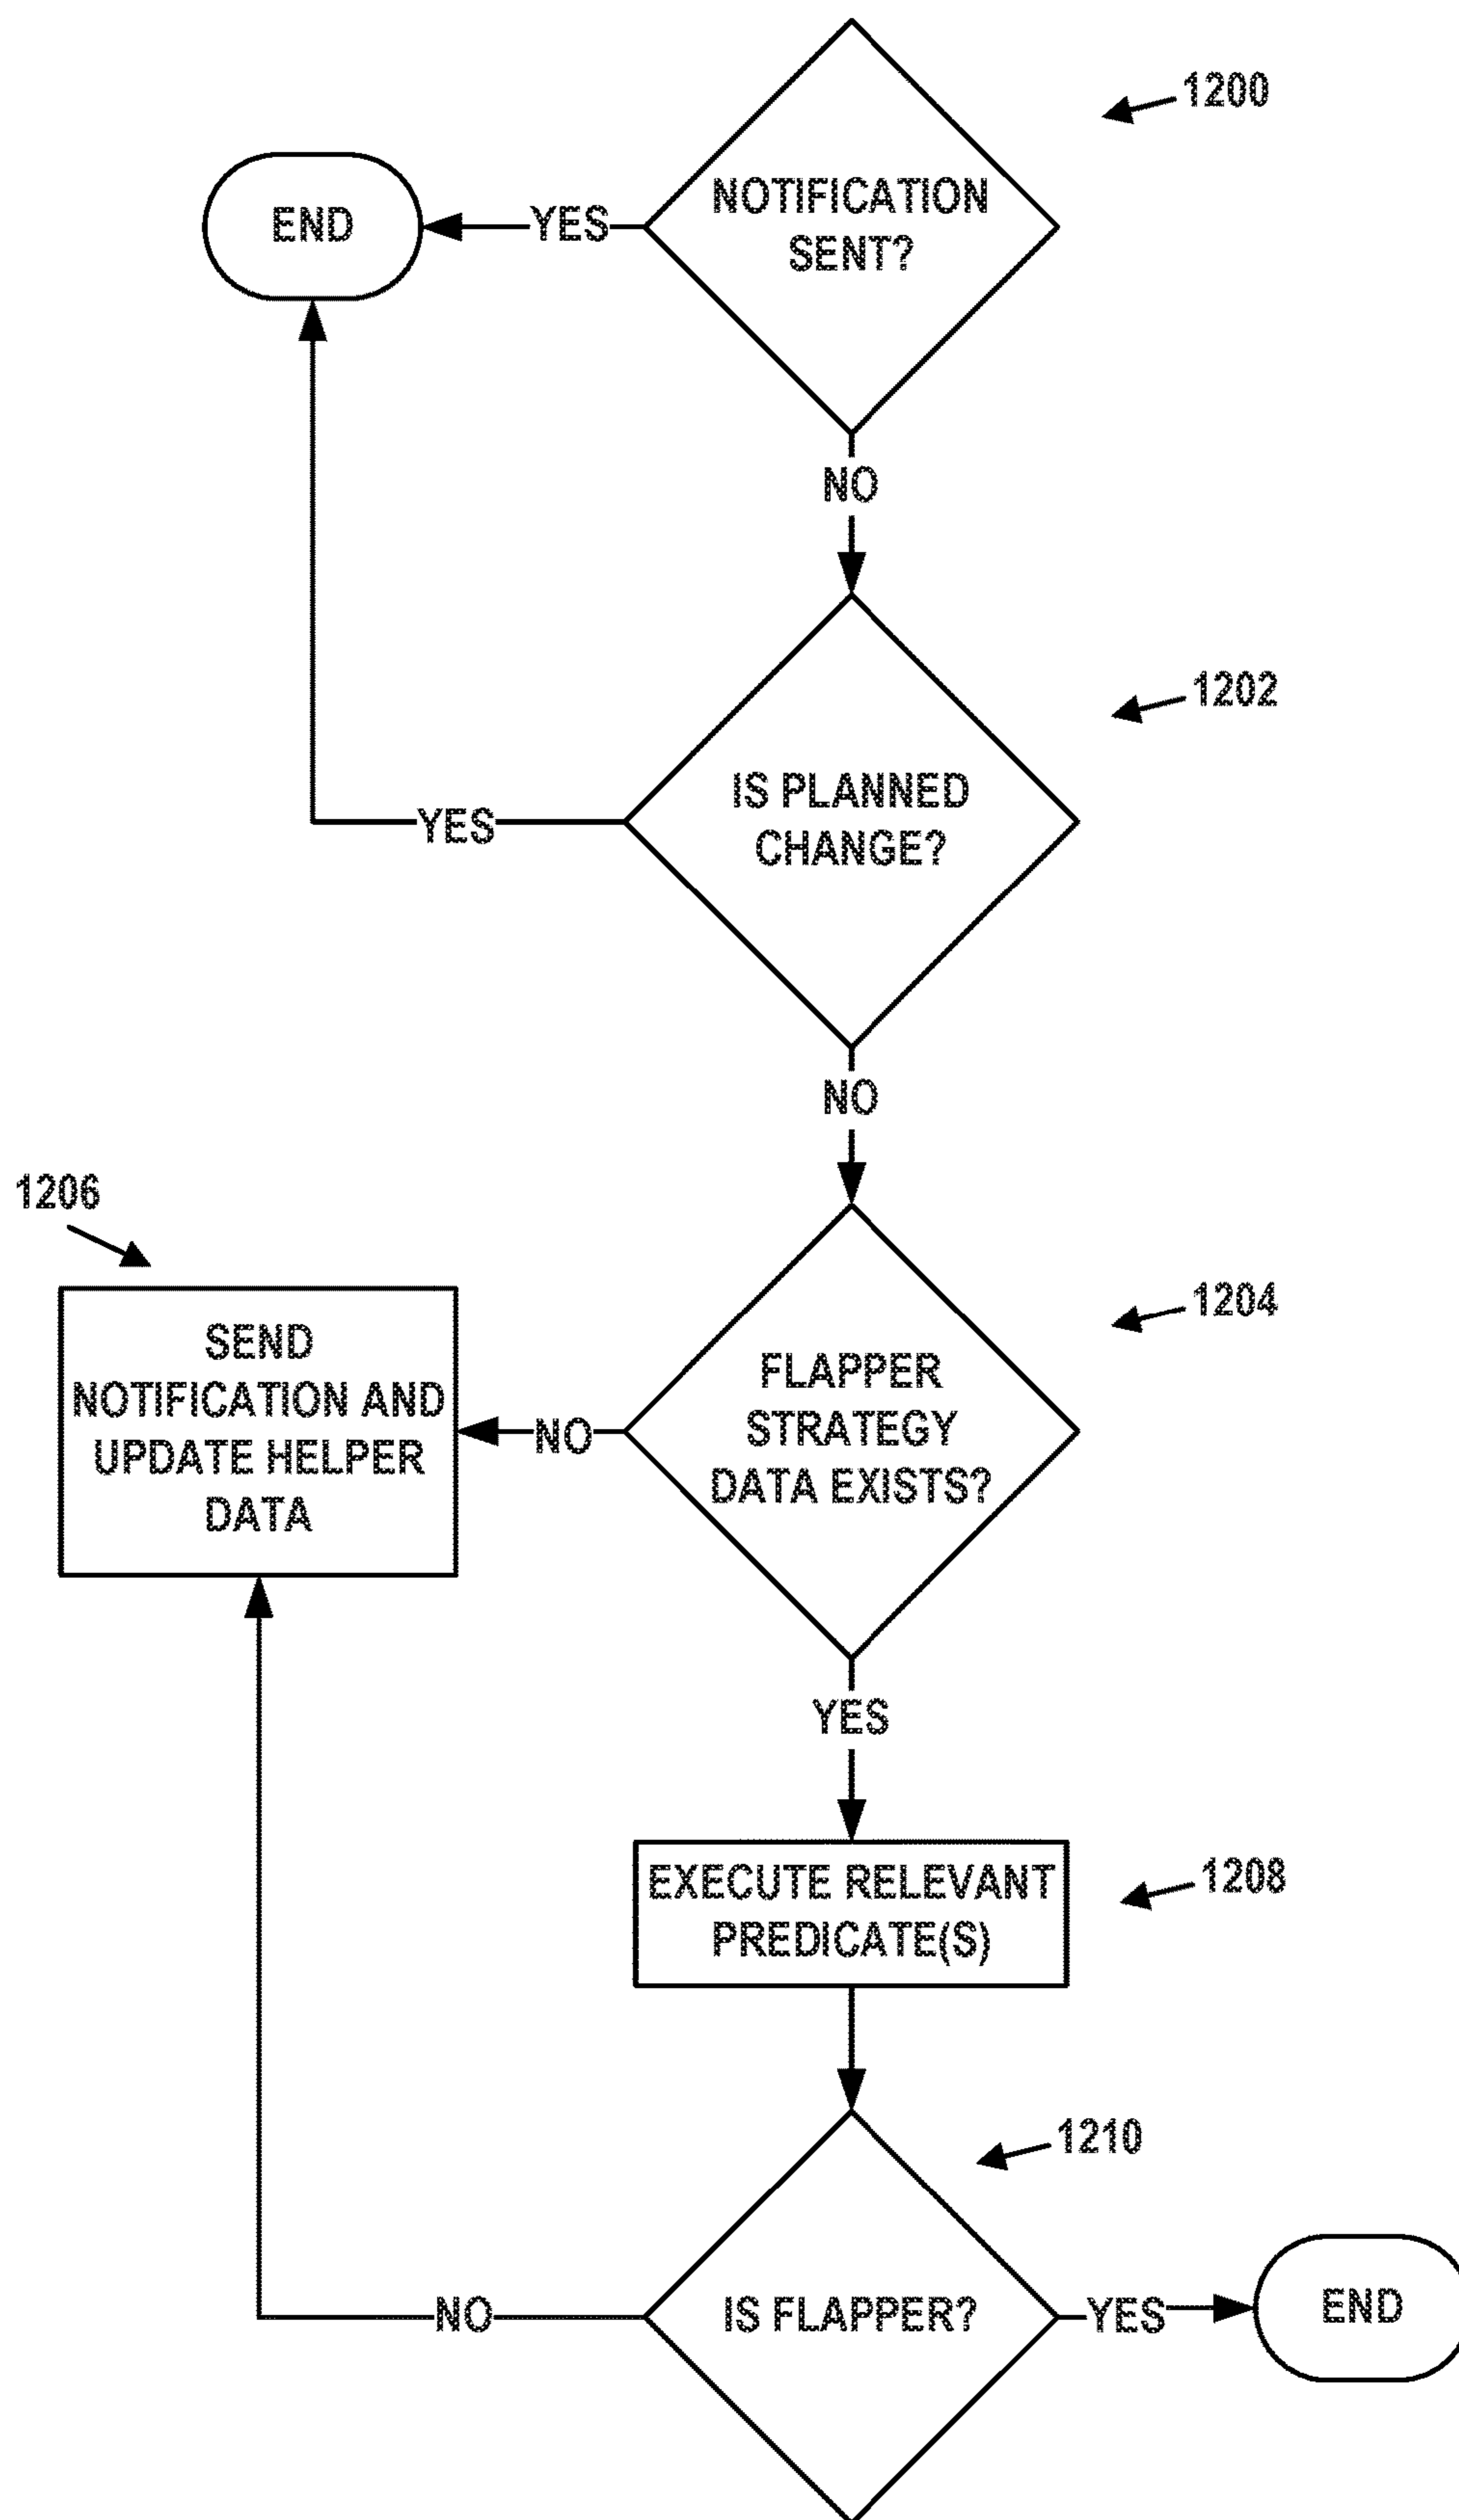 1200
NOTIFICATION
SENT?
YES
END
NO
1202
IS PLANNED
CHANGE?
YES
NO
1206
1204
SEND
NOTIFICATION AND
UPDATE HELPER
DATA
NO
FLAPPER
STRATEGY
DATA EXISTS?
YES
EXECUTE RELEVANT
PREDICATE(S)
1208
1210
NO
IS FLAPPER?
YES
END